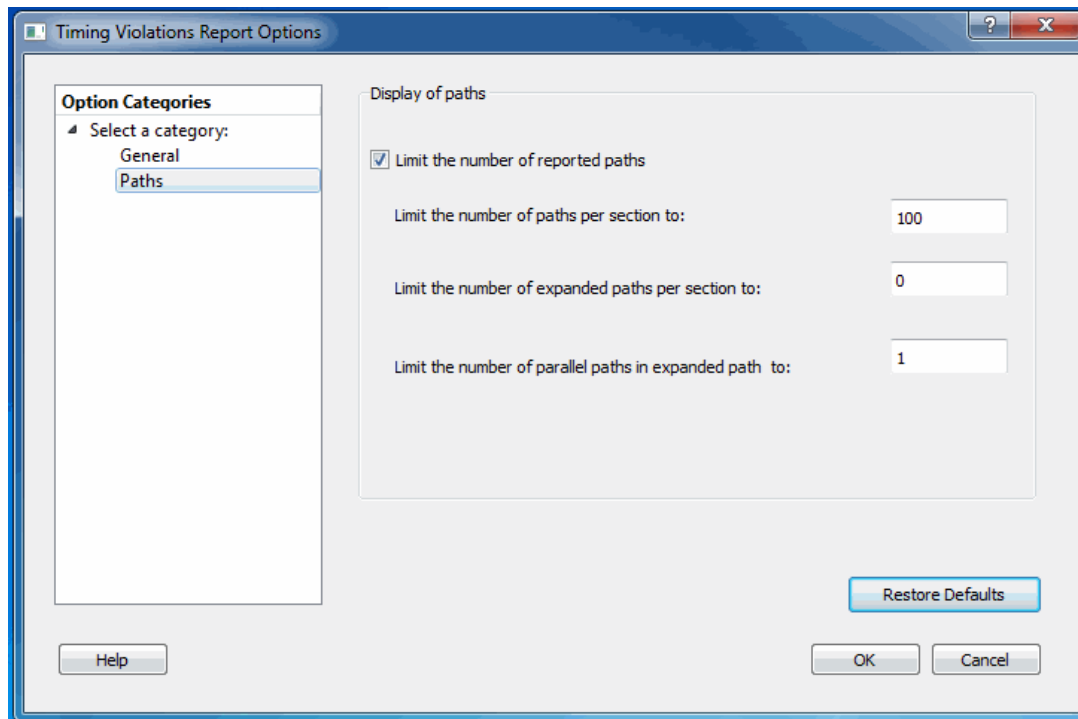 Timing Violations Report Options
?
X
Option Categories
Select a category:
General
Paths
Display of paths
Limit the number of reported paths
Limit the number of paths per section to:
100
Limit the number of expanded paths per section to:
0
Limit the number of parallel paths in expanded path to:
1
Restore Defaults
Help
OK
Cancel